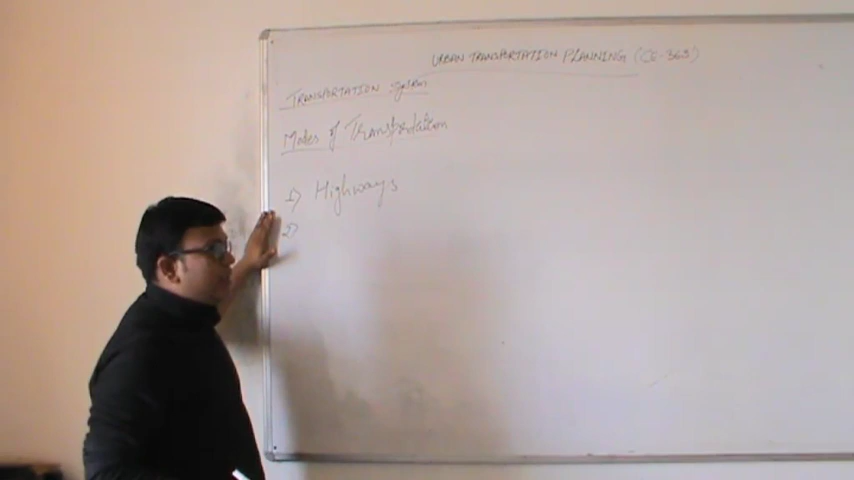 URBAN TRANSPORTATION PLANNING (CE-363)
TRANSPORTATION System
Modes of Transportation
1) Highways
2)